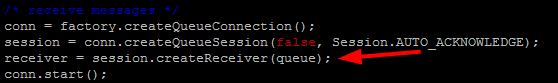 /* receive messages */
conn = factory.createQueueConnection();
session = conn.createQueueSession(false, Session.AUTO_ACKNOWLEDGE);
receiver = session.createReceiver(queue);
conn.start();